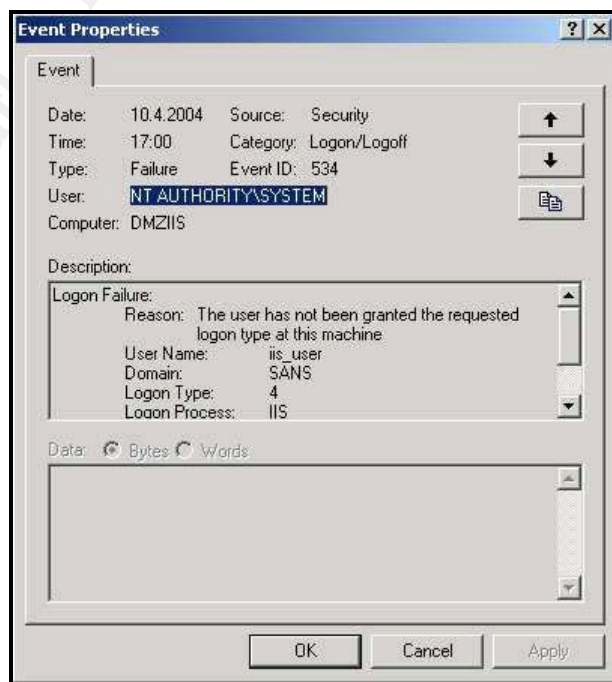 Event Properties
Event
Date: 10.4.2004 Source: Security
Time: 17:00 Category: Logon/Logoff
Type: Failure Event ID: 534
User: NT AUTHORITY\SYSTEM
Computer: DMZIIS
Description:
Logon Failure:
Reason: The user has not been granted the requested
logon type at this machine
User Name: iis_user
Domain: SANS
Logon Type: 4
Logon Process: IIS
Data: Bytes Words
OK Cancel Apply